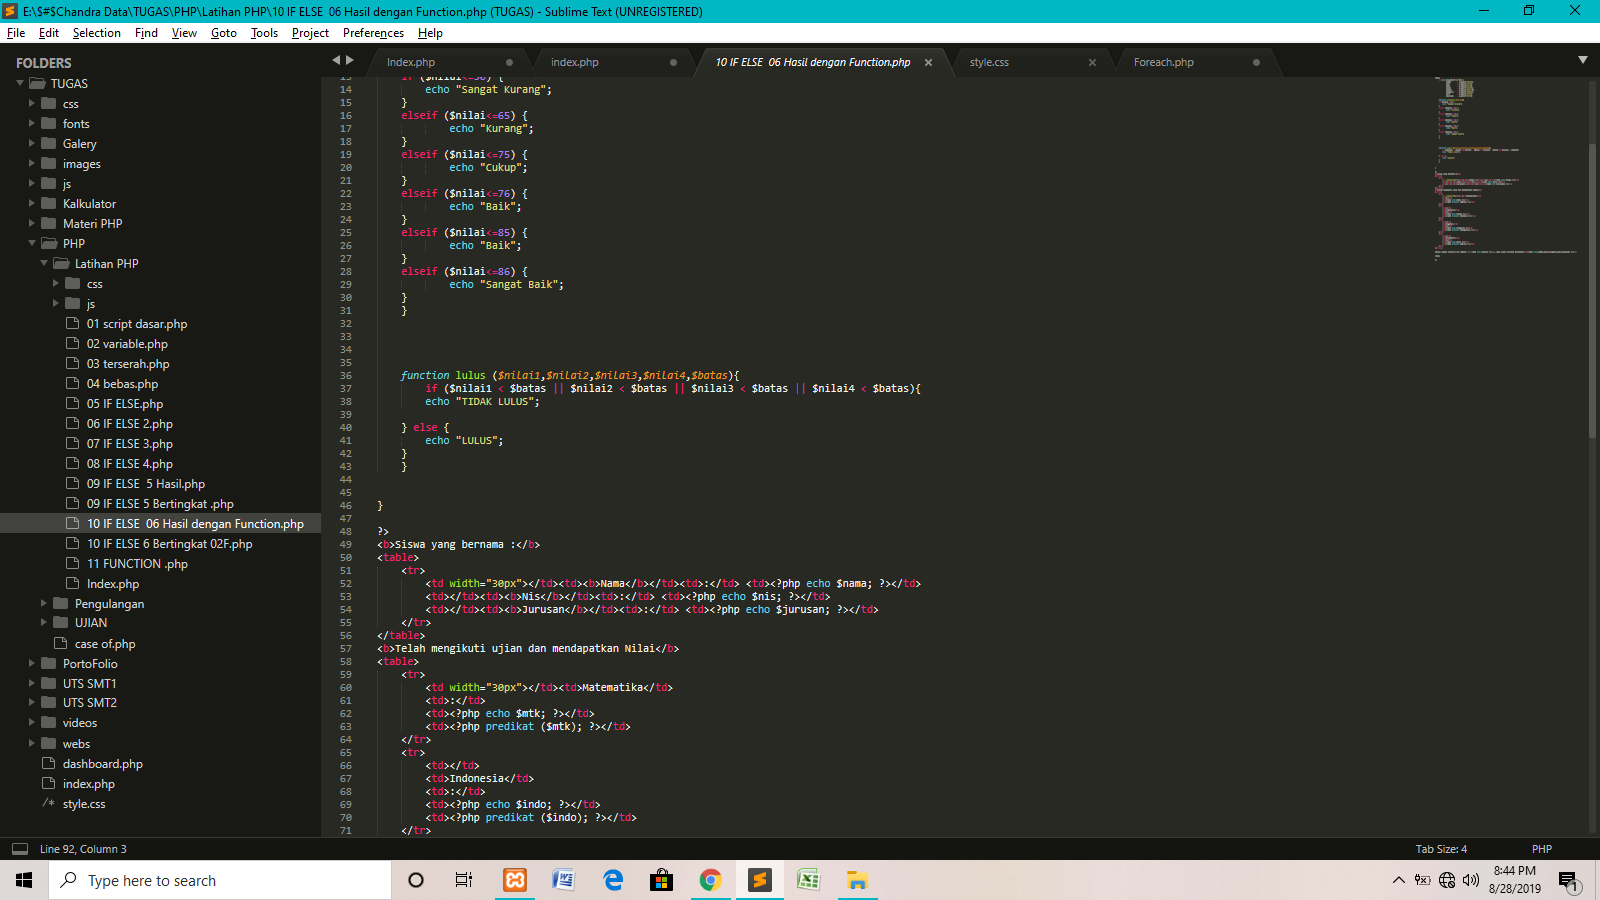 E:\$#$Chandra Data\TUGAS\PHP\Latihan PHP\10 IF ELSE  06 Hasil dengan Function.php (TUGAS) - Sublime Text (UNREGISTERED)
File Edit Selection Find View Goto Tools Project Preferences Help
FOLDERS
TUGAS
css
fonts
Galery
images
js
Kalkulator
Materi PHP
PHP
Latihan PHP
css
js
01 script dasar.php
02 variable.php
03 terserah.php
04 bebas.php
05 IF ELSE.php
06 IF ELSE 2.php
07 IF ELSE 3.php
08 IF ELSE 4.php
09 IF ELSE  5 Hasil.php
09 IF ELSE 5 Bertingkat .php
10 IF ELSE  06 Hasil dengan Function.php
10 IF ELSE 6 Bertingkat 02F.php
11 FUNCTION .php
Index.php
Pengulangan
UJIAN
case of.php
PortoFolio
UTS SMT1
UTS SMT2
videos
webs
dashboard.php
index.php
/* style.css
Index.php index.php 10 IF ELSE  06 Hasil dengan Function.php × style.css × Foreach.php
13 if ($nilai<=50) {
14 echo "Sangat Kurang";
15 }
16 elseif ($nilai<=65) {
17 echo "Kurang";
18 }
19 elseif ($nilai<=75) {
20 echo "Cukup";
21 }
22 elseif ($nilai<=76) {
23 echo "Baik";
24 }
25 elseif ($nilai<=85) {
26 echo "Baik";
27 }
28 elseif ($nilai<=86) {
29 echo "Sangat Baik";
30 }
31 }
32
33
34
35
36 function lulus ($nilai1,$nilai2,$nilai3,$nilai4,$batas){
37 if ($nilai1 < $batas || $nilai2 < $batas || $nilai3 < $batas || $nilai4 < $batas){
38 echo "TIDAK LULUS";
39
40 } else {
41 echo "LULUS";
42 }
43 }
44
45
46 }
47
48 ?>
49 <b>Siswa yang bernama :</b>
50 <table>
51 <tr>
52 <td width="30px"></td><td><b>Nama</b></td><td>:</td> <td><?php echo $nama; ?></td>
53 <td></td><td><b>Nis</b></td><td>:</td> <td><?php echo $nis; ?></td>
54 <td></td><td><b>Jurusan</b></td><td>:</td> <td><?php echo $jurusan; ?></td>
55 </tr>
56 </table>
57 <b>Telah mengikuti ujian dan mendapatkan Nilai</b>
58 <table>
59 <tr>
60 <td width="30px"></td><td>Matematika</td>
61 <td>:</td>
62 <td><?php echo $mtk; ?></td>
63 <td><?php predikat ($mtk); ?></td>
64 </tr>
65 <tr>
66 <td></td>
67 <td>Indonesia</td>
68 <td>:</td>
69 <td><?php echo $indo; ?></td>
70 <td><?php predikat ($indo); ?></td>
71 </tr>
Line 92, Column 3
Tab Size: 4
PHP
Type here to search
8:44 PM
8/28/2019
1